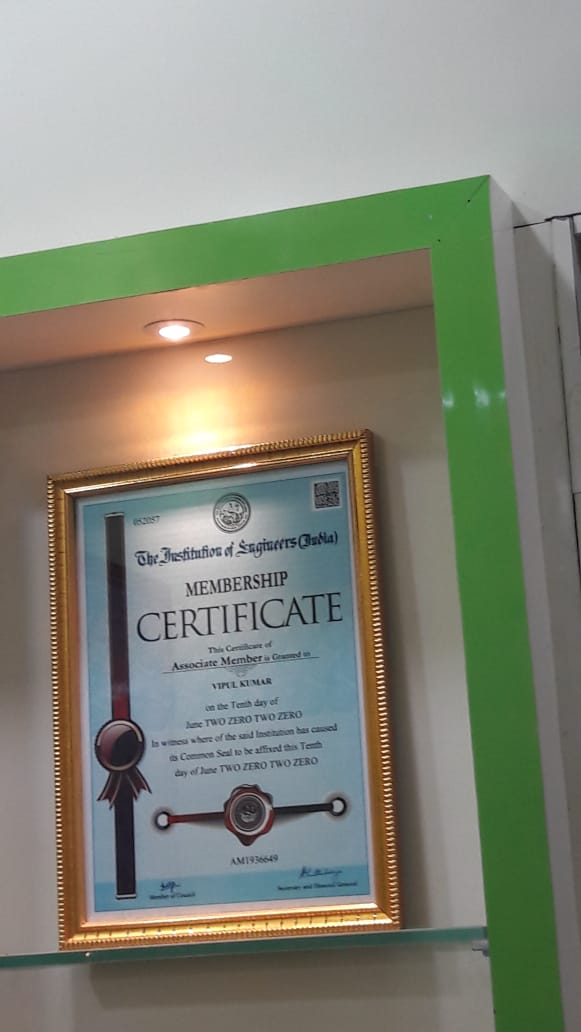 052057
The Institution of Engineers (India)
MEMBERSHIP
CERTIFICATE
This Certificate of
Associate Member is Granted to
VIPUL KUMAR
on the Tenth day of
June TWO ZERO TWO ZERO
In witness where of the said Institution has caused
its Common Seal to be affixed this Tenth
day of June TWO ZERO TWO ZERO
AM1936649
Member of Council
Secretary and Director General